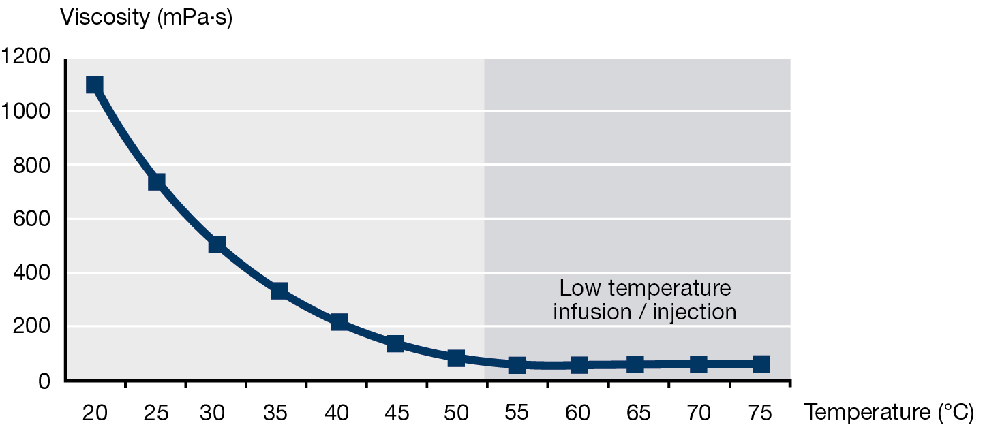 Viscosity (mPa·s)
1200
1000
800
600
400
200
0
Low temperature
infusion / injection
20 25 30 35 40 45 50 55 60 65 70 75 Temperature (°C)